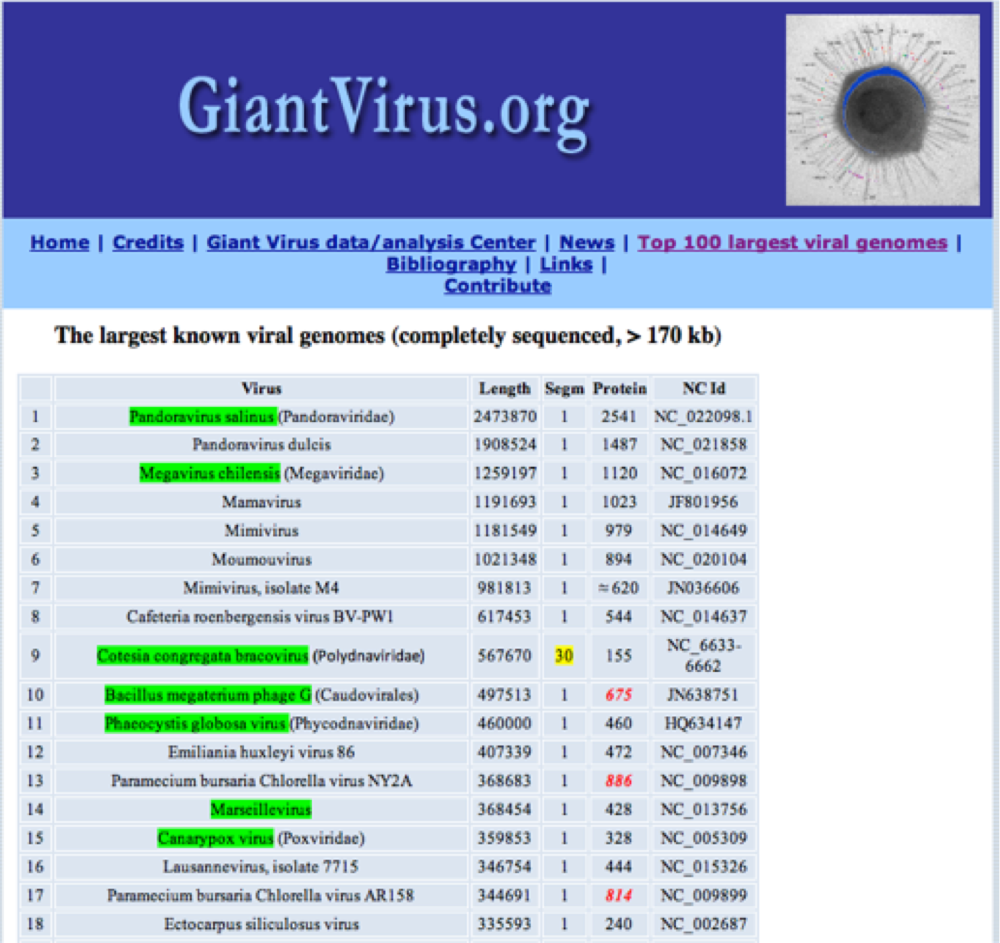 GiantVirus.org
Home | Credits | Giant Virus data/analysis Center | News | Top 100 largest viral genomes |
Bibliography | Links |
Contribute
The largest known viral genomes (completely sequenced, > 170 kb)
Virus Length Segm Protein NC Id
1 Pandoravirus salinus (Pandoraviridae) 2473870 1 2541 NC_022098.1
2 Pandoravirus dulcis 1908524 1 1487 NC_021858
3 Megavirus chilensis (Megaviridae) 1259197 1 1120 NC_016072
4 Mamavirus 1191693 1 1023 JF801956
5 Mimivirus 1181549 1 979 NC_014649
6 Moumouvirus 1021348 1 894 NC_020104
7 Mimivirus, isolate M4 981813 1 ≈620 JN036606
8 Cafeteria roenbergensis virus BV-PW1 617453 1 544 NC_014637
9 Cotesia congregata bracovirus (Polydnaviridae) 567670 30 155 NC_6633-
6662
10 Bacillus megaterium phage G (Caudovirales) 497513 1 675 JN638751
11 Phaeocystis globosa virus (Phycodnaviridae) 460000 1 460 HQ634147
12 Emiliania huxleyi virus 86 407339 1 472 NC_007346
13 Paramecium bursaria Chlorella virus NY2A 368683 1 886 NC_009898
14 Marseillevirus 368454 1 428 NC_013756
15 Canarypox virus (Poxviridae) 359853 1 328 NC_005309
16 Lausannevirus, isolate 7715 346754 1 444 NC_015326
17 Paramecium bursaria Chlorella virus AR158 344691 1 814 NC_009899
18 Ectocarpus siliculosus virus 335593 1 240 NC_002687